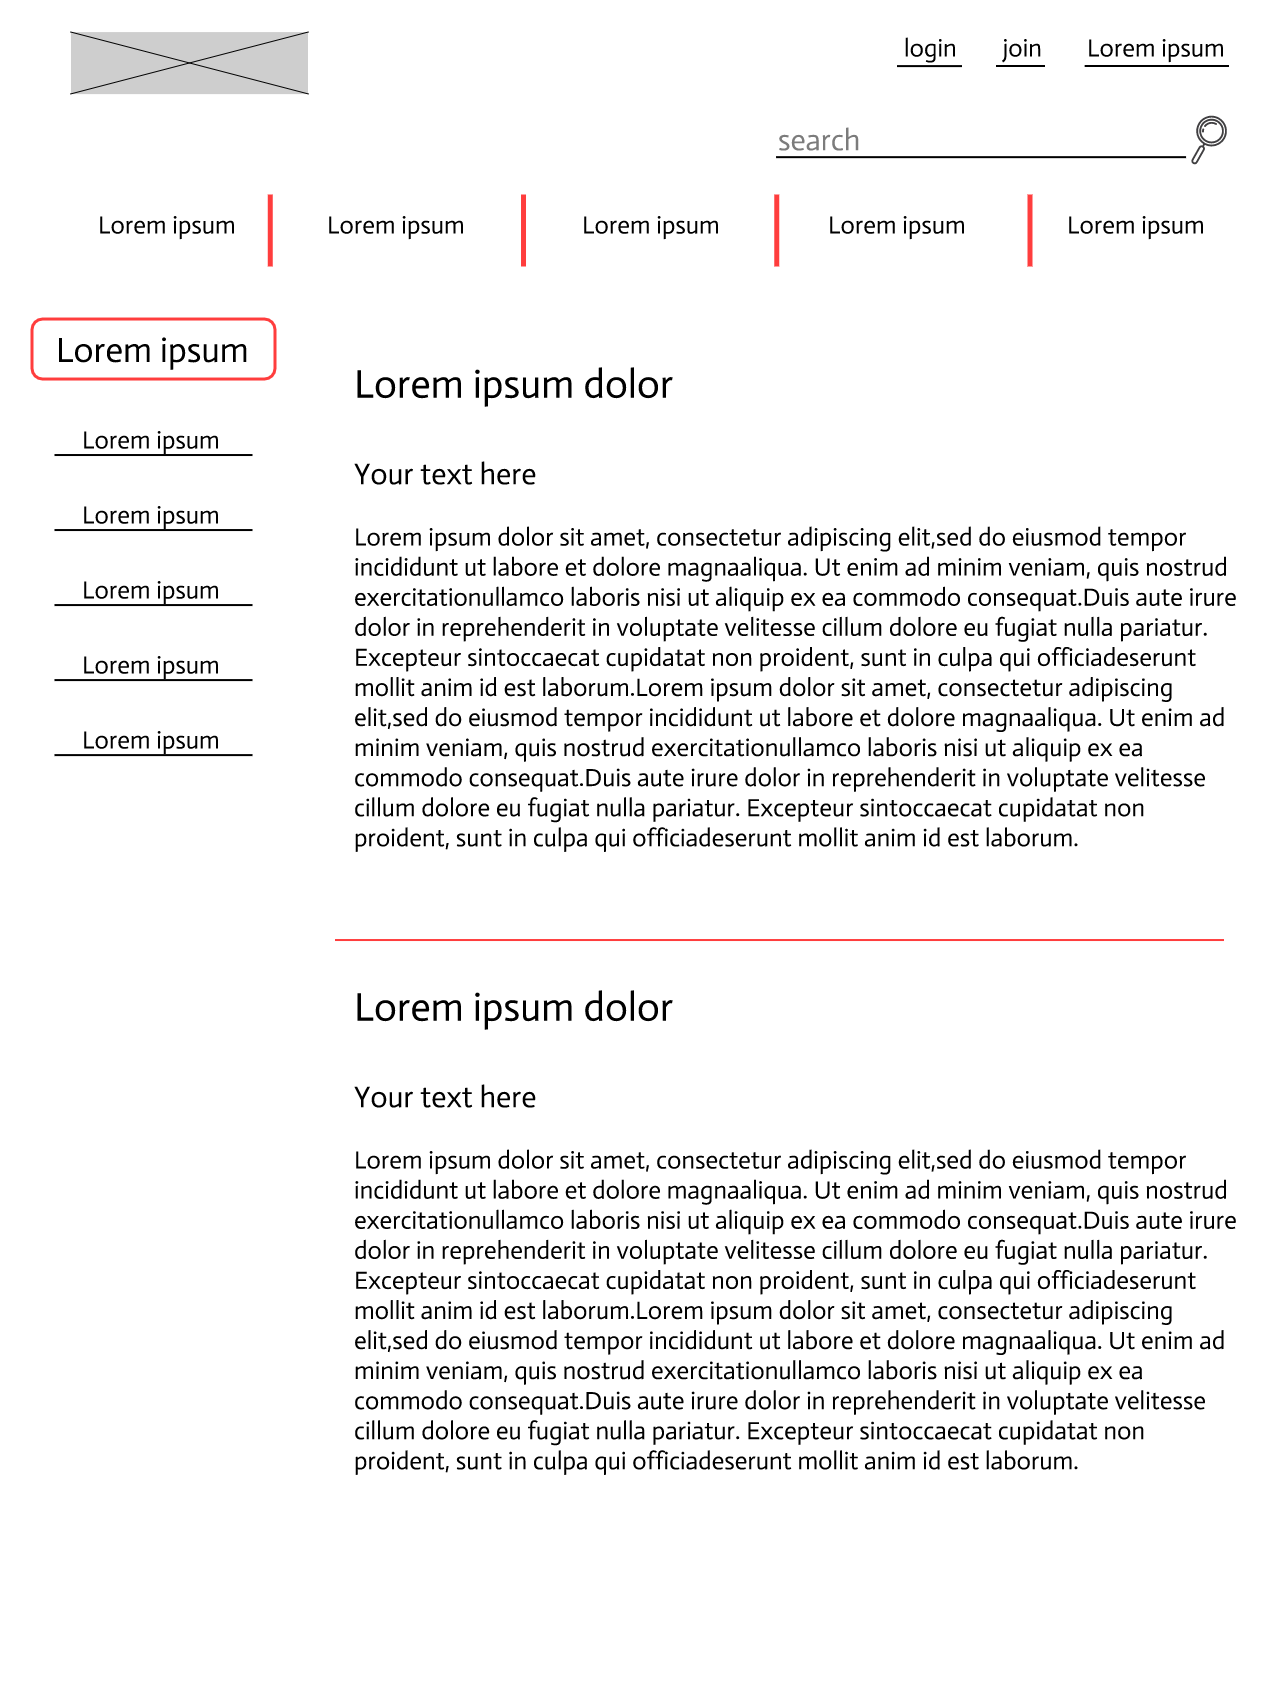 login join Lorem ipsum
search
Lorem ipsum Lorem ipsum Lorem ipsum Lorem ipsum Lorem ipsum
Lorem ipsum
Lorem ipsum
Lorem ipsum
Lorem ipsum
Lorem ipsum
Lorem ipsum
Lorem ipsum dolor
Your text here
Lorem ipsum dolor sit amet, consectetur adipiscing elit,sed do eiusmod tempor
incididunt ut labore et dolore magnaaliqua. Ut enim ad minim veniam, quis nostrud
exercitationullamco laboris nisi ut aliquip ex ea commodo consequat.Duis aute irure
dolor in reprehenderit in voluptate velitesse cillum dolore eu fugiat nulla pariatur.
Excepteur sintoccaecat cupidatat non proident, sunt in culpa qui officiadeserunt
mollit anim id est laborum.Lorem ipsum dolor sit amet, consectetur adipiscing
elit,sed do eiusmod tempor incididunt ut labore et dolore magnaaliqua. Ut enim ad
minim veniam, quis nostrud exercitationullamco laboris nisi ut aliquip ex ea
commodo consequat.Duis aute irure dolor in reprehenderit in voluptate velitesse
cillum dolore eu fugiat nulla pariatur. Excepteur sintoccaecat cupidatat non
proident, sunt in culpa qui officiadeserunt mollit anim id est laborum.
Lorem ipsum dolor
Your text here
Lorem ipsum dolor sit amet, consectetur adipiscing elit,sed do eiusmod tempor
incididunt ut labore et dolore magnaaliqua. Ut enim ad minim veniam, quis nostrud
exercitationullamco laboris nisi ut aliquip ex ea commodo consequat.Duis aute irure
dolor in reprehenderit in voluptate velitesse cillum dolore eu fugiat nulla pariatur.
Excepteur sintoccaecat cupidatat non proident, sunt in culpa qui officiadeserunt
mollit anim id est laborum.Lorem ipsum dolor sit amet, consectetur adipiscing
elit,sed do eiusmod tempor incididunt ut labore et dolore magnaaliqua. Ut enim ad
minim veniam, quis nostrud exercitationullamco laboris nisi ut aliquip ex ea
commodo consequat.Duis aute irure dolor in reprehenderit in voluptate velitesse
cillum dolore eu fugiat nulla pariatur. Excepteur sintoccaecat cupidatat non
proident, sunt in culpa qui officiadeserunt mollit anim id est laborum.